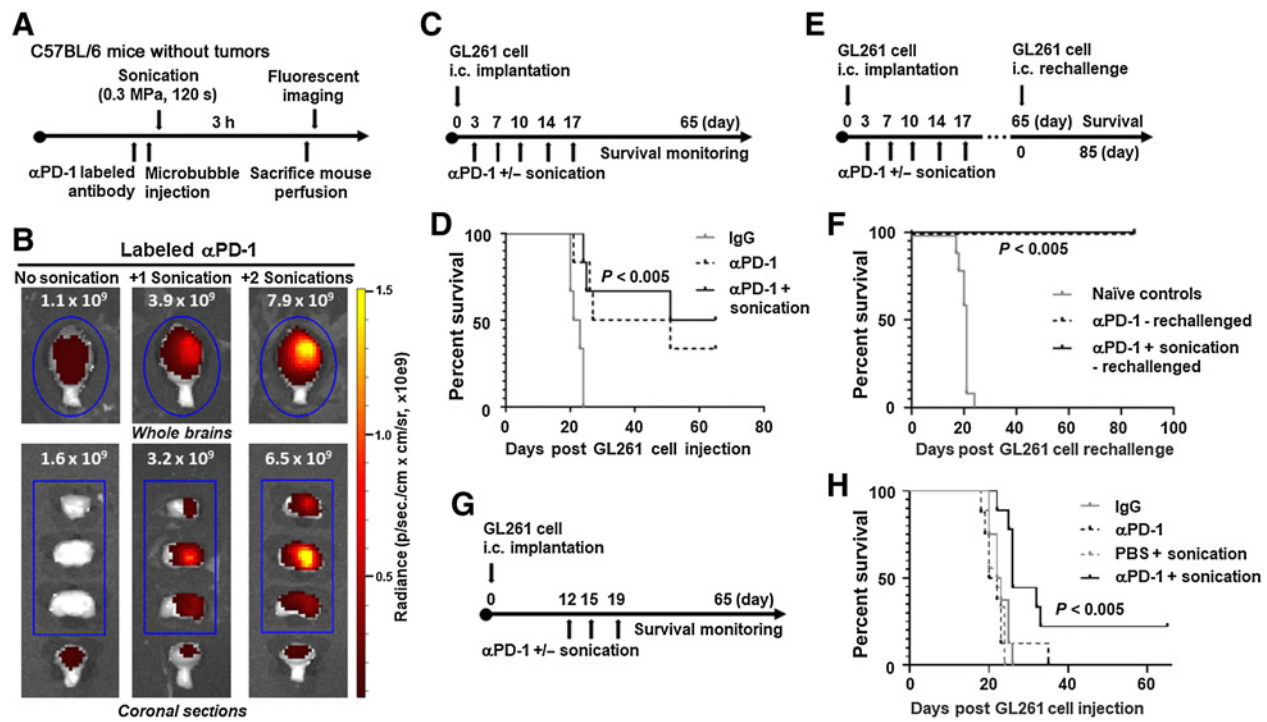 A
C57BL/6 mice without tumors
Sonication
(0.3 MPa, 120 s)
Fluorescent
imaging
3 h
αPD-1 labeled
antibody
Microbubble
injection
Sacrifice mouse
perfusion
B
Labeled αPD-1
No sonication +1 Sonication +2 Sonications
1.1 x 10⁹ 3.9 x 10⁹ 7.9 x 10⁹
Whole brains
1.6 x 10⁹ 3.2 x 10⁹ 6.5 x 10⁹
Coronal sections
1.5
1.0
0.5
Radiance (p/sec./cm x cm/sr, x10e9)
C
GL261 cell
i.c. implantation
0 3 7 10 14 17 65 (day)
Survival monitoring
αPD-1 +/− sonication
D
Percent survival
100
50
0
0 20 40 60 80
Days post GL261 cell injection
IgG
αPD-1
αPD-1 +
sonication
P < 0.005
E
GL261 cell
i.c. implantation
GL261 cell
i.c. rechallenge
0 3 7 10 14 17 65 (day) Survival
0 85 (day)
αPD-1 +/− sonication
F
Percent survival
100
50
0
0 20 40 60 80 100
Days post GL261 cell rechallenge
P < 0.005
Naïve controls
αPD-1 - rechallenged
αPD-1 + sonication
- rechallenged
G
GL261 cell
i.c. implantation
0 12 15 19 65 (day)
Survival monitoring
αPD-1 +/− sonication
H
Percent survival
100
50
0
0 20 40 60
Days post GL261 cell injection
IgG
αPD-1
PBS + sonication
αPD-1 + sonication
P < 0.005